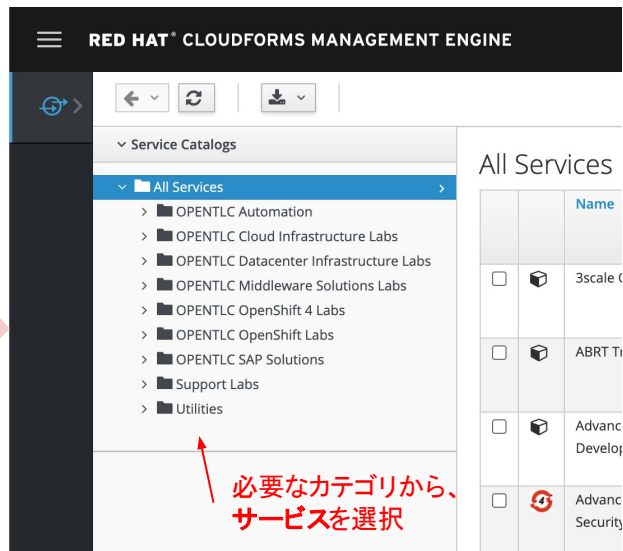 RED HAT® CLOUDFORMS MANAGEMENT ENGINE
Service Catalogs
All Services
OPENTLC Automation
OPENTLC Cloud Infrastructure Labs
OPENTLC Datacenter Infrastructure Labs
OPENTLC Middleware Solutions Labs
OPENTLC OpenShift 4 Labs
OPENTLC OpenShift Labs
OPENTLC SAP Solutions
Support Labs
Utilities
必要なカテゴリから、
サービスを選択
All Services
Name
3scale
ABRT
Advanc
Develop
4
Advanc
Security